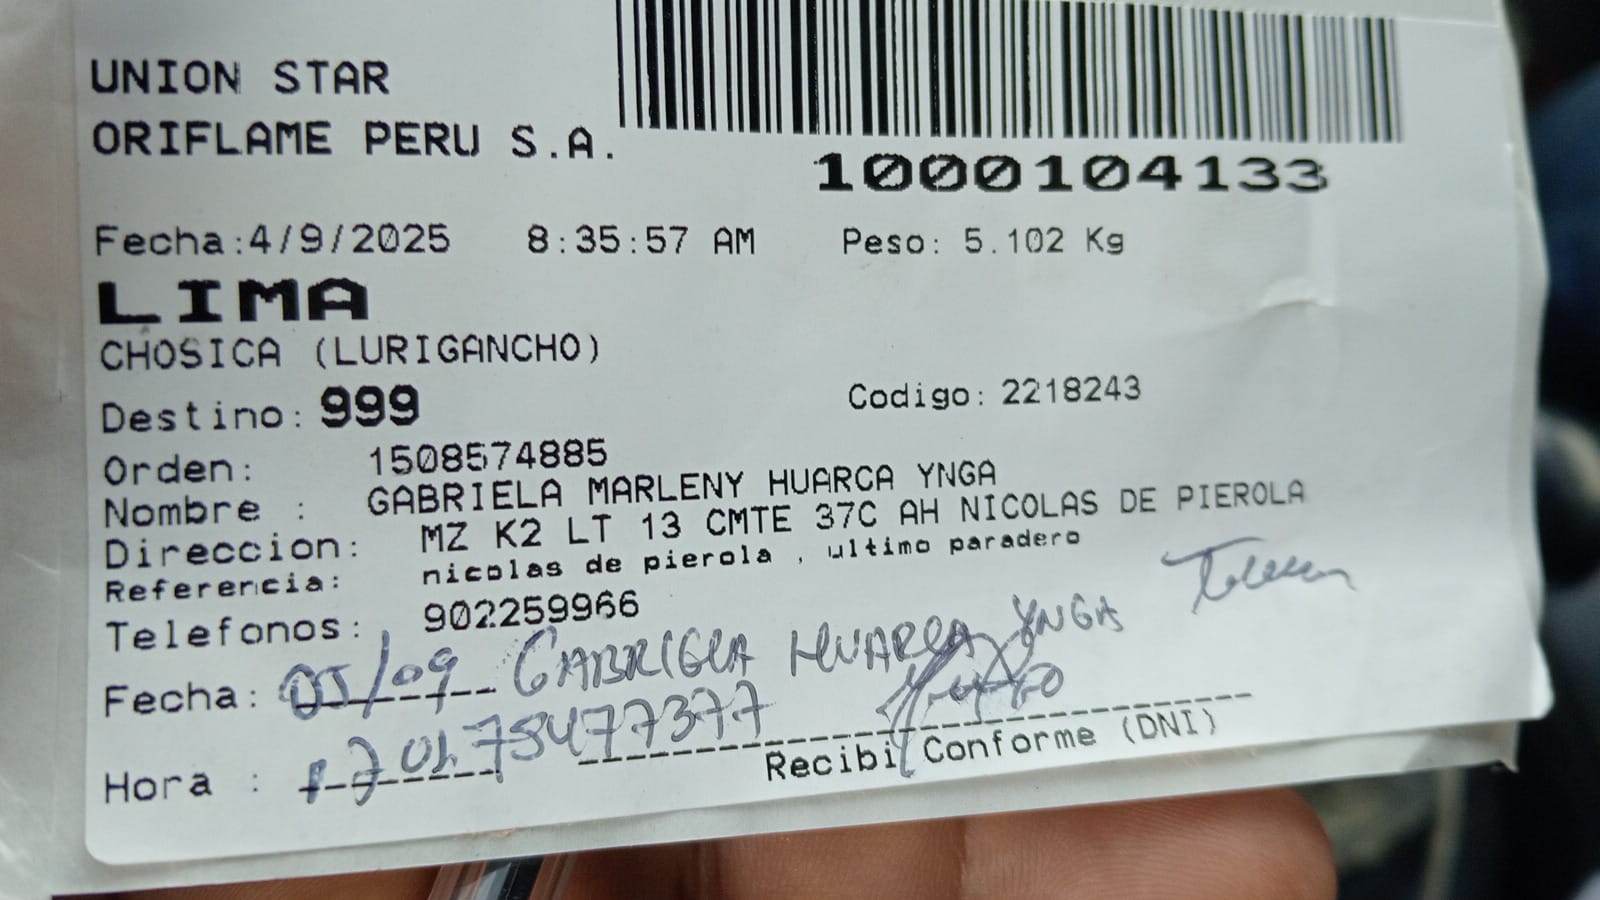 UNION STAR
ORIFLAME PERU S.A.
1000104133
Fecha:4/9/2025 8:35:57 AM Peso: 5.102 Kg
LIMA
CHOSICA (LURIGANCHO)
Destino: 999 Codigo: 2218243
Orden: 1508574885
Nombre : GABRIELA MARLENY HUARCA YNGA
Direccion: MZ K2 LT 13 CMTE 37C AH NICOLAS DE PIEROLA
Referencia: nicolas de pierola , ultimo paradero
Telefonos: 902259966
Fecha: 05/09 GABRIELA HUARCA YNGA
Hora :
Recibi Conforme (DNI)